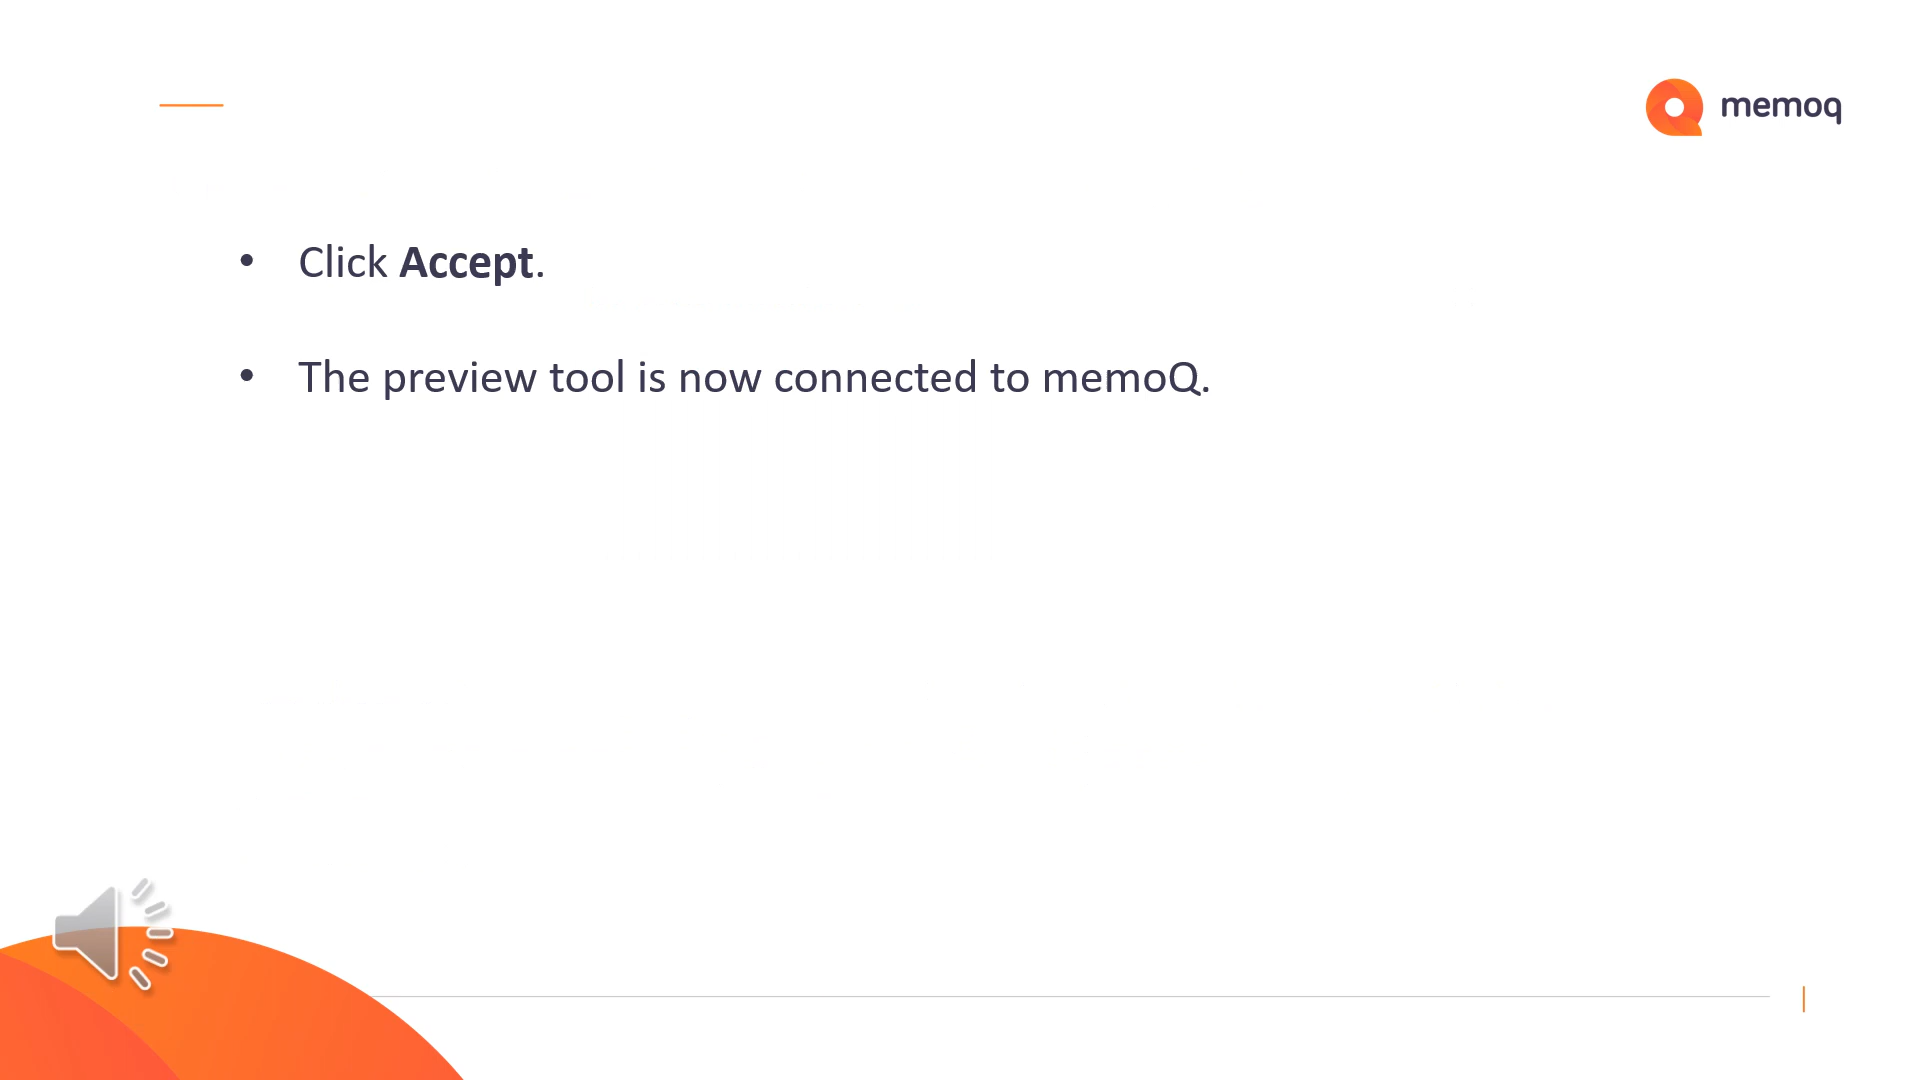 memoq
• Click Accept.
• The preview tool is now connected to memoQ.